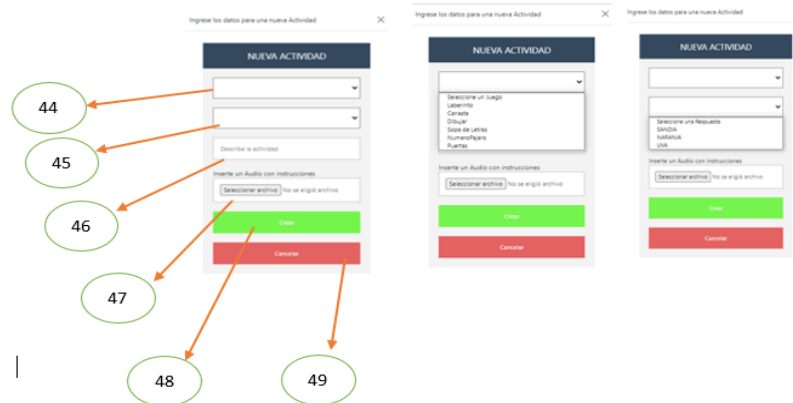 Ingrese los datos para una nueva Actividad
NUEVA ACTIVIDAD
Describe la actividad
Inserte un Audio con instrucciones
Seleccionar archivo No se eligió archivo
Crear
Cancelar
44
45
46
47
48
49
Ingrese los datos para una nueva Actividad
NUEVA ACTIVIDAD
Seleccione un Juego
Laberinto
Canasta
Dibujar
Sopa de Letras
NumeroPajaro
Puertas
Inserte un Audio con instrucciones
Seleccionar archivo No se eligió archivo
Crear
Cancelar
Ingrese los datos para una nueva Actividad
NUEVA ACTIVIDAD
Seleccione una Respuesta
SANDIA
NARANJA
UVA
Inserte un Audio con instrucciones
Seleccionar archivo No se eligió archivo
Crear
Cancelar